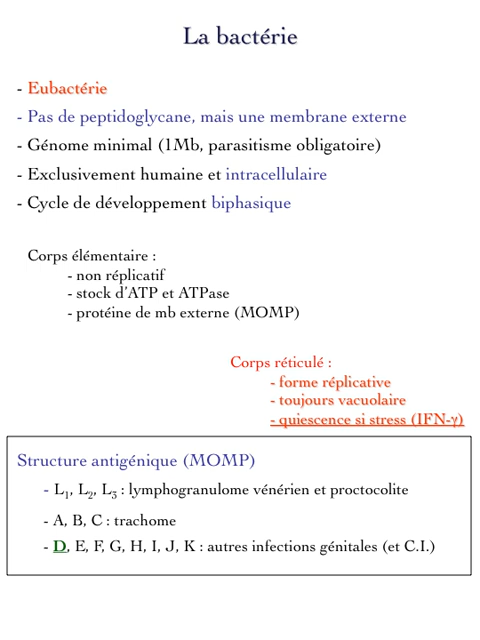 La bactérie
- Eubactérie
- Pas de peptidoglycane, mais une membrane externe
- Génome minimal (1Mb, parasitisme obligatoire)
- Exclusivement humaine et intracellulaire
- Cycle de développement biphasique
Corps élémentaire :
- non réplicatif
- stock d'ATP et ATPase
- protéine de mb externe (MOMP)
Corps réticulé :
- forme réplicative
- toujours vacuolaire
- quiescence si stress (IFN-γ)
Structure antigénique (MOMP)
- L1, L2, L3 : lymphogranulome vénérien et proctocolite
- A, B, C : trachome
- D, E, F, G, H, I, J, K : autres infections génitales (et C.I.)